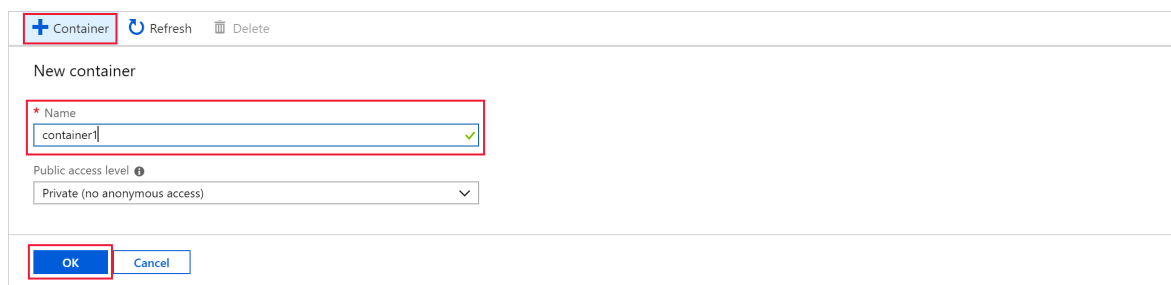 + Container Refresh Delete
New container
* Name
container1
Public access level
Private (no anonymous access)
OK Cancel